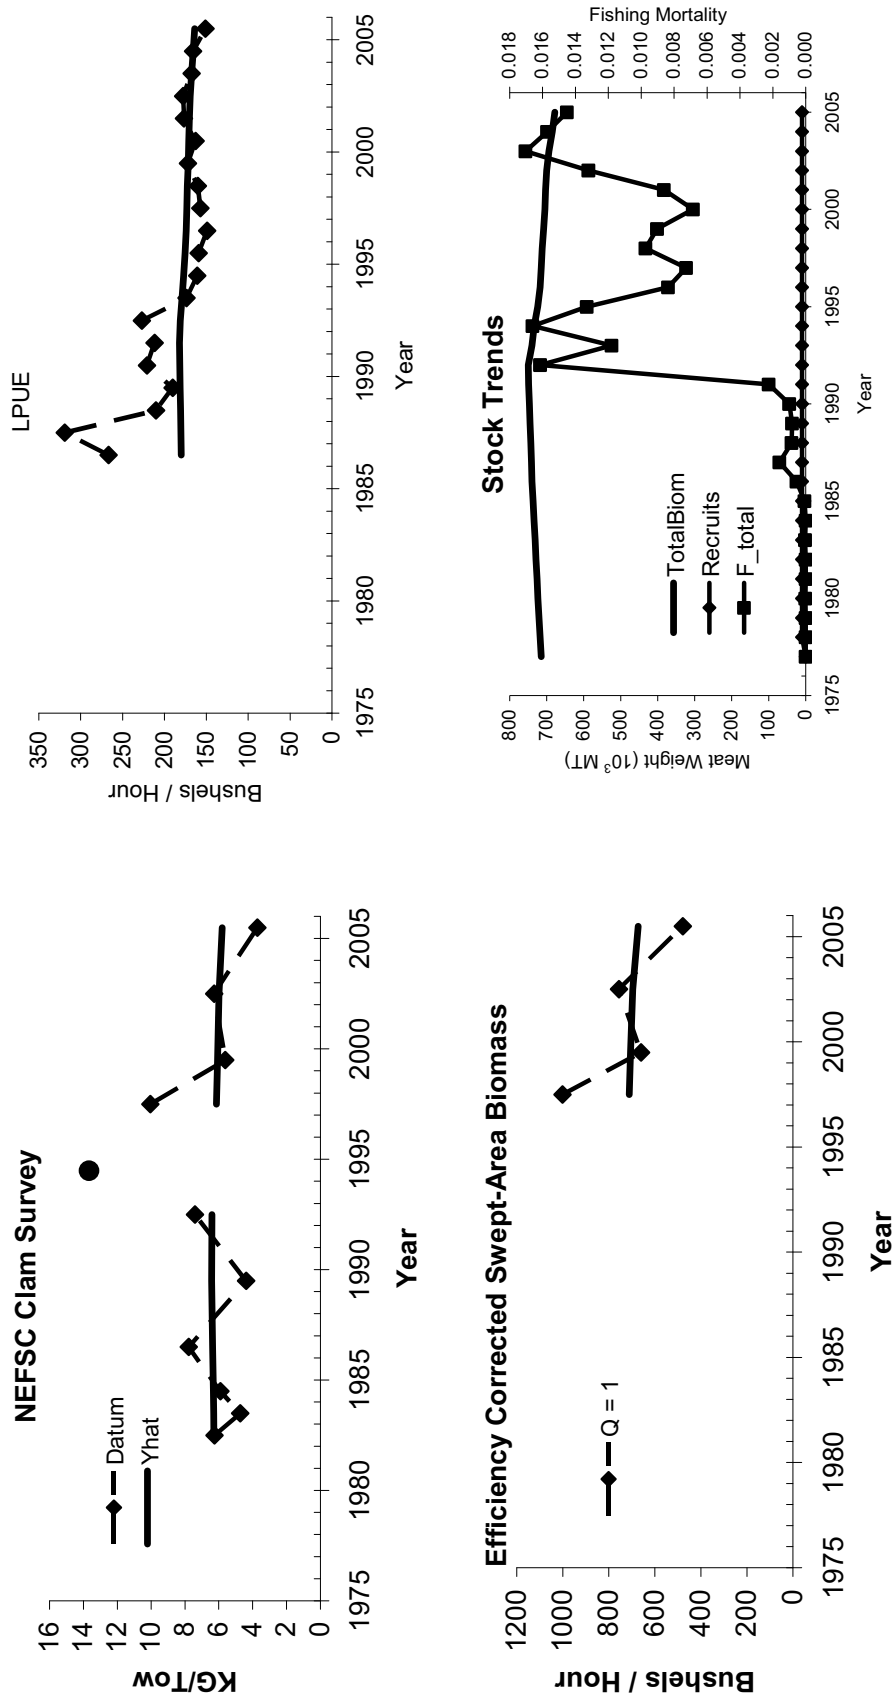 NEFSC Clam Survey
Datum
Yhat
KG/Tow
16
14
12
10
8
6
4
2
0
1975 1980 1985 1990 1995 2000 2005
Year
LPUE
Bushels / Hour
350
300
250
200
150
100
50
0
1975 1980 1985 1990 1995 2000 2005
Year
Efficiency Corrected Swept-Area Biomass
Q = 1
Bushels / Hour
1200
1000
800
600
400
200
0
1975 1980 1985 1990 1995 2000 2005
Year
Stock Trends
TotalBiom
Recruits
F_total
Meat Weight (10³ MT)
800
700
600
500
400
300
200
100
0
1975 1980 1985 1990 1995 2000 2005
Year
Fishing Mortality
0.018
0.016
0.014
0.012
0.010
0.008
0.006
0.004
0.002
0.000